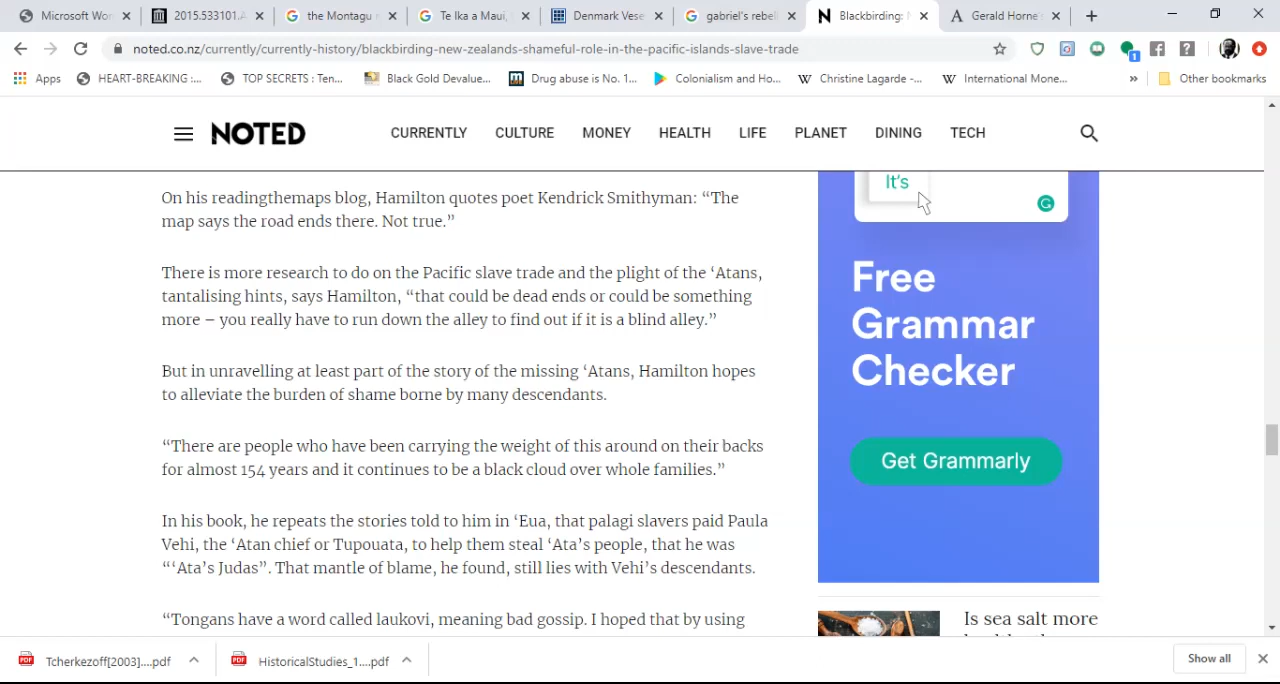 Microsoft Wor
2015.533101.
the Montagu
Te Ika a Maui,
Denmark Vese
gabriel's rebel
Blackbirding:
Gerald Horne's
noted.co.nz/currently/currently-history/blackbirding-new-zealands-shameful-role-in-the-pacific-islands-slave-trade
1
Apps
HEART-BREAKING :...
TOP SECRETS : Ten...
Black Gold Devalue...
Drug abuse is No. 1...
Colonialism and Ho...
Christine Lagarde -...
International Mone...
»
Other bookmarks
NOTED
CURRENTLY
CULTURE
MONEY
HEALTH
LIFE
PLANET
DINING
TECH
On his readingthemaps blog, Hamilton quotes poet Kendrick Smithyman: “The
map says the road ends there. Not true.”
There is more research to do on the Pacific slave trade and the plight of the ‘Atans,
tantalising hints, says Hamilton, “that could be dead ends or could be something
more – you really have to run down the alley to find out if it is a blind alley.”
But in unravelling at least part of the story of the missing ‘Atans, Hamilton hopes
to alleviate the burden of shame borne by many descendants.
“There are people who have been carrying the weight of this around on their backs
for almost 154 years and it continues to be a black cloud over whole families.”
In his book, he repeats the stories told to him in ‘Eua, that palagi slavers paid Paula
Vehi, the ‘Atan chief or Tupouata, to help them steal ‘Ata’s people, that he was
“‘Ata’s Judas”. That mantle of blame, he found, still lies with Vehi’s descendants.
“Tongans have a word called laukovi, meaning bad gossip. I hoped that by using
It's
Free
Grammar
Checker
Get Grammarly
Is sea salt more
Tcherkezoff[2003]....pdf
HistoricalStudies_1....pdf
Show all